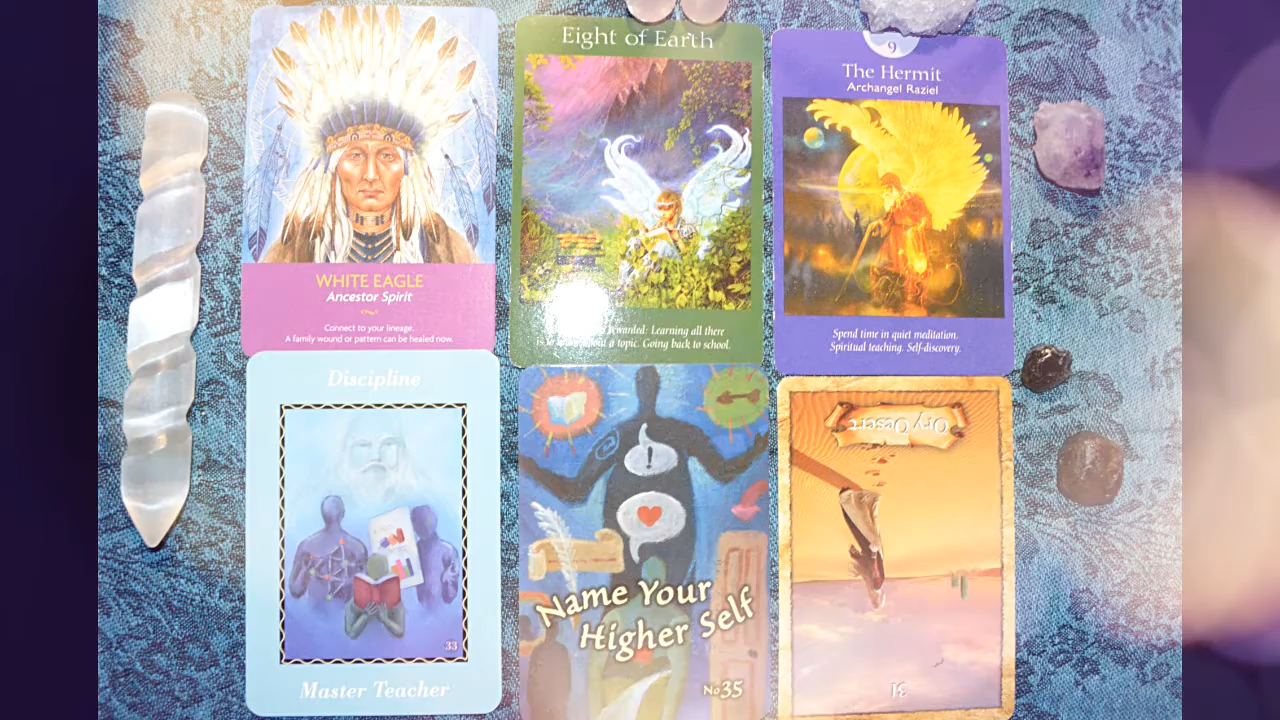 WHITE EAGLE
Ancestor Spirit
Connect to your lineage.
A family wound or pattern can be healed now.
Eight of Earth
rewarded: Learning all there
is to about a topic. Going back to school.
9
The Hermit
Archangel Raziel
Spend time in quiet meditation.
Spiritual teaching. Self-discovery.
Discipline
33
Master Teacher
!
Name Your
Higher Self
No35
Dry Desert
31